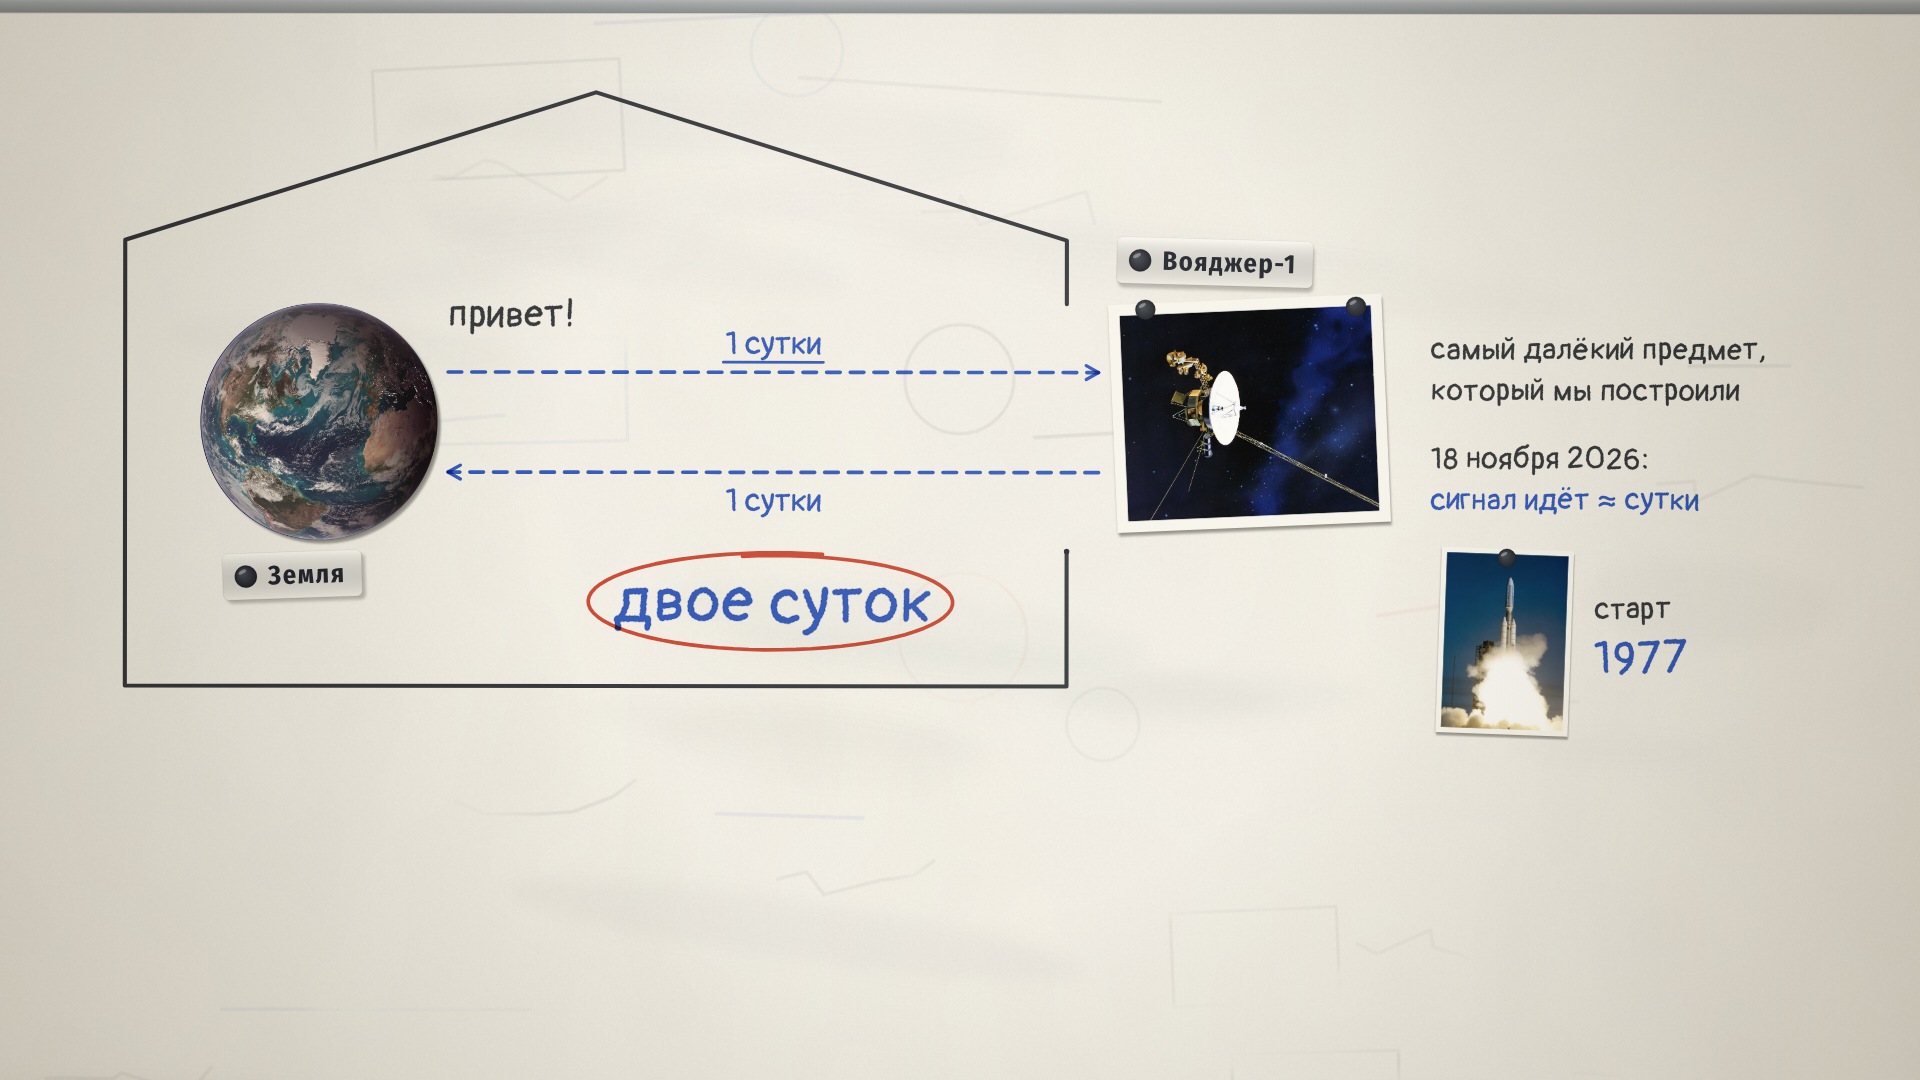 привет!
1 сутки
1 сутки
двое суток
Земля
Вояджер-1
самый далёкий предмет,
который мы построили
18 ноября 2026:
сигнал идёт ≈ сутки
старт
1977